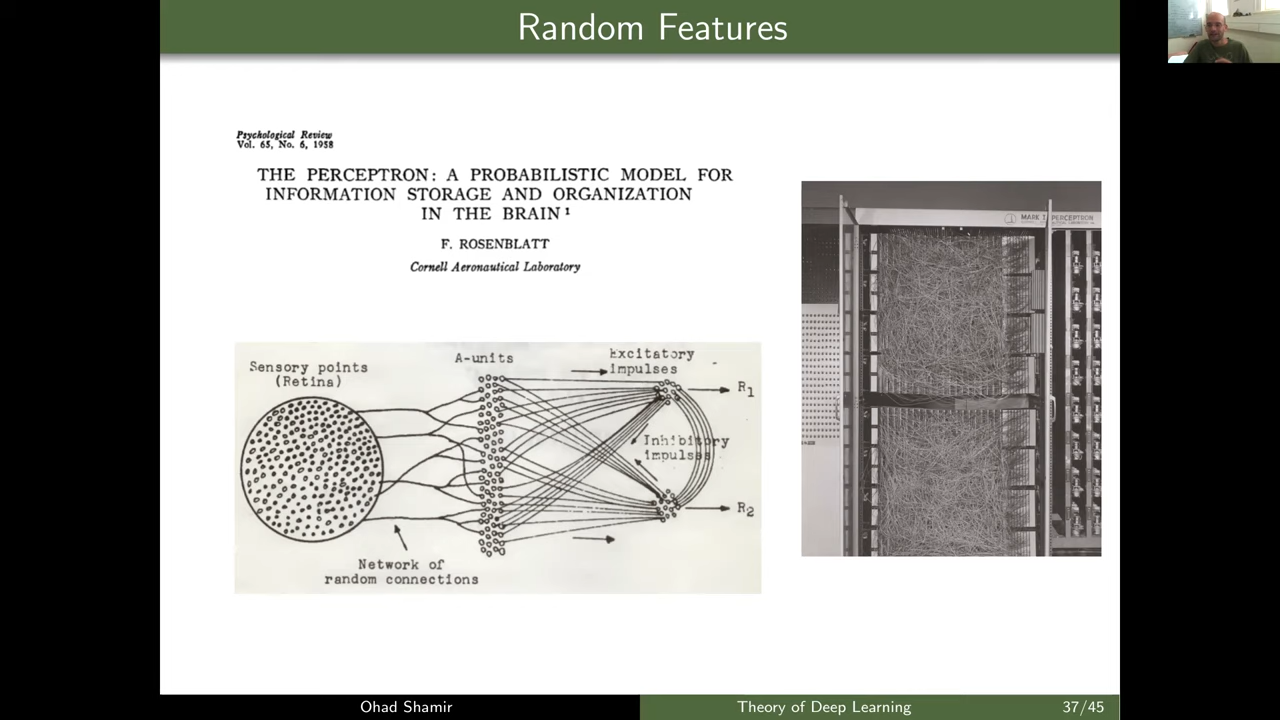 Random Features
Psychological Review
Vol. 65, No. 6, 1958
THE PERCEPTRON: A PROBABILISTIC MODEL FOR
INFORMATION STORAGE AND ORGANIZATION
IN THE BRAIN¹
F. ROSENBLATT
Cornell Aeronautical Laboratory
MARK I PERCEPTRON
Sensory points
(Retina)
A-units
Excitatory
impulses
R1
Inhibitory
impulses
R2
Network of
random connections
Ohad Shamir
Theory of Deep Learning
37/45